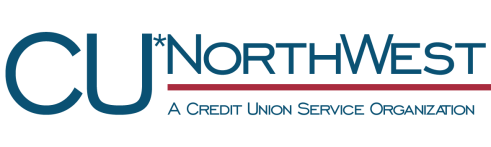 CU*NORTHWEST
A CREDIT UNION SERVICE ORGANIZATION